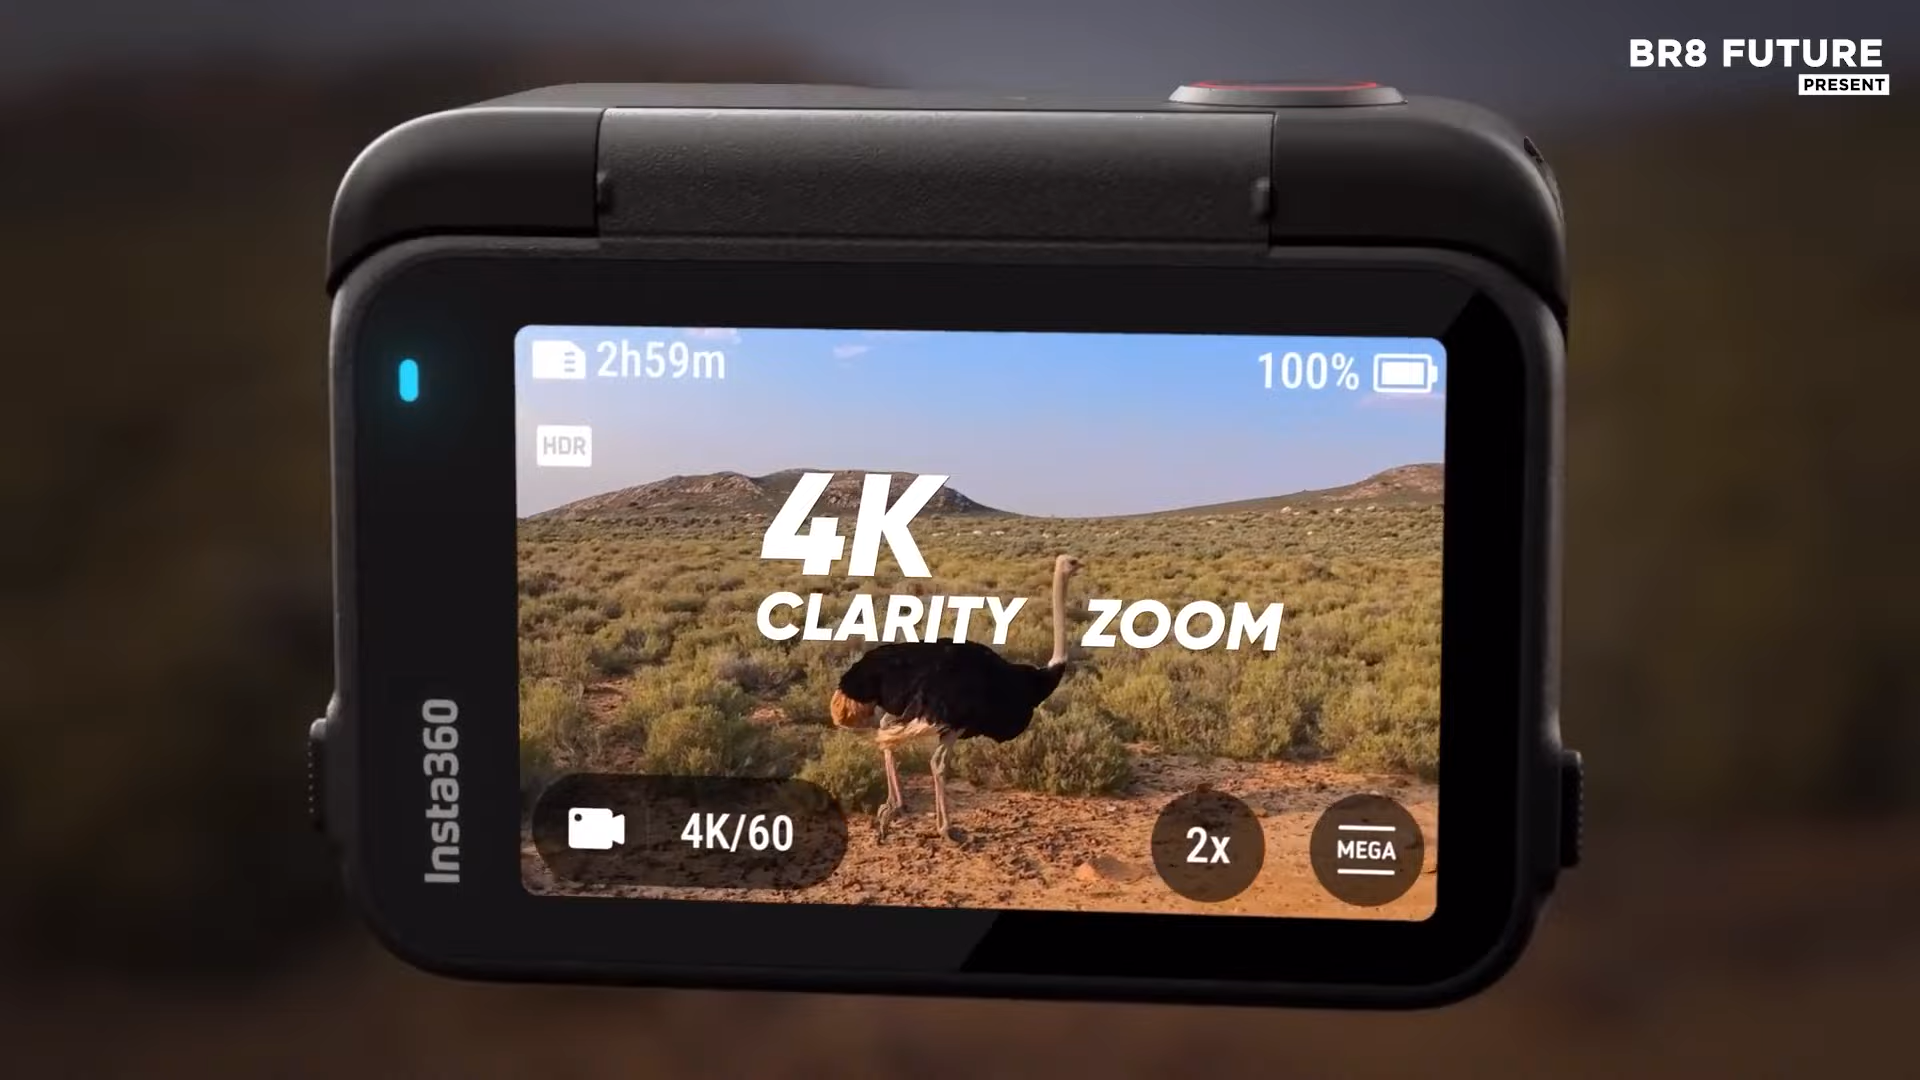 BR8 FUTURE
PRESENT
2h59m
100%
HDR
4K
CLARITY ZOOM
4K/60
2x
MEGA
Insta360